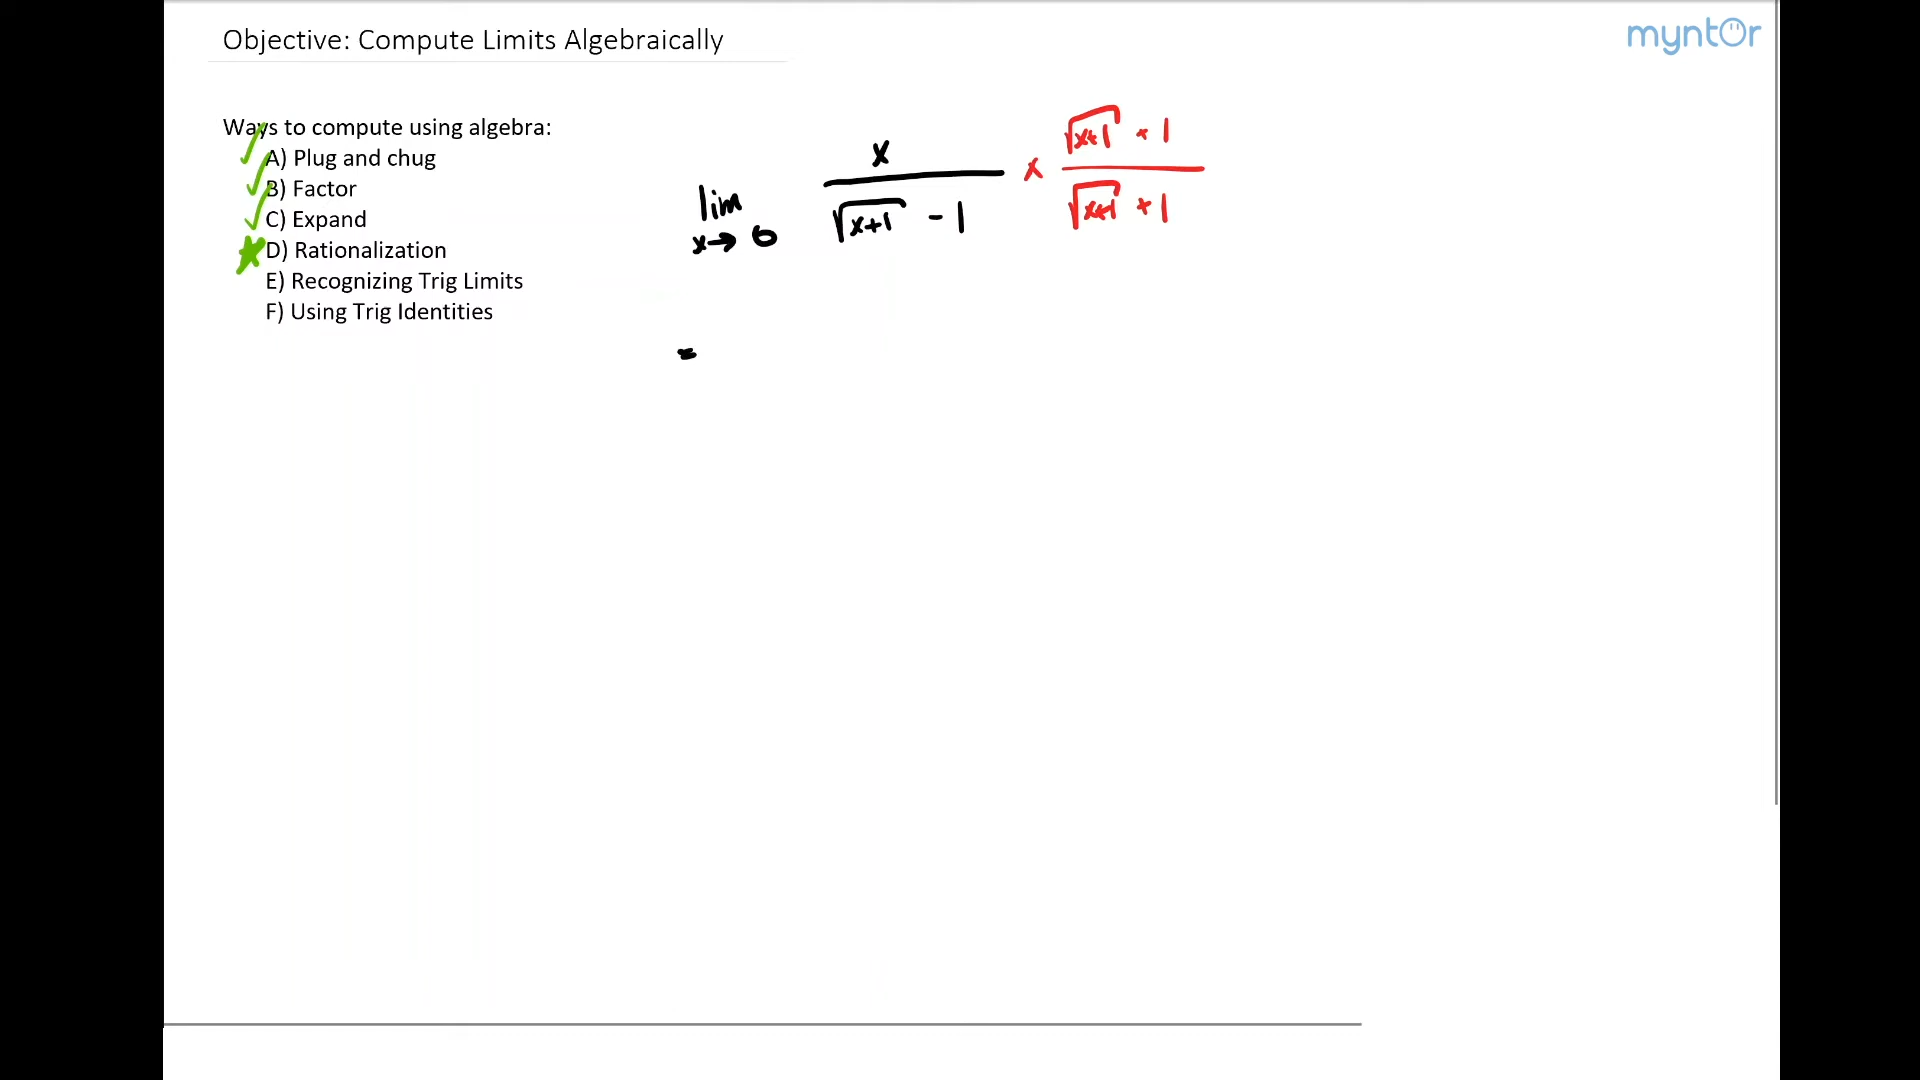 Objective: Compute Limits Algebraically
myntor
Ways to compute using algebra:
A) Plug and chug
B) Factor
C) Expand
D) Rationalization
E) Recognizing Trig Limits
F) Using Trig Identities
lim x→0 x / (√(x+1) - 1) × (√(x+1) + 1) / (√(x+1) + 1)
=